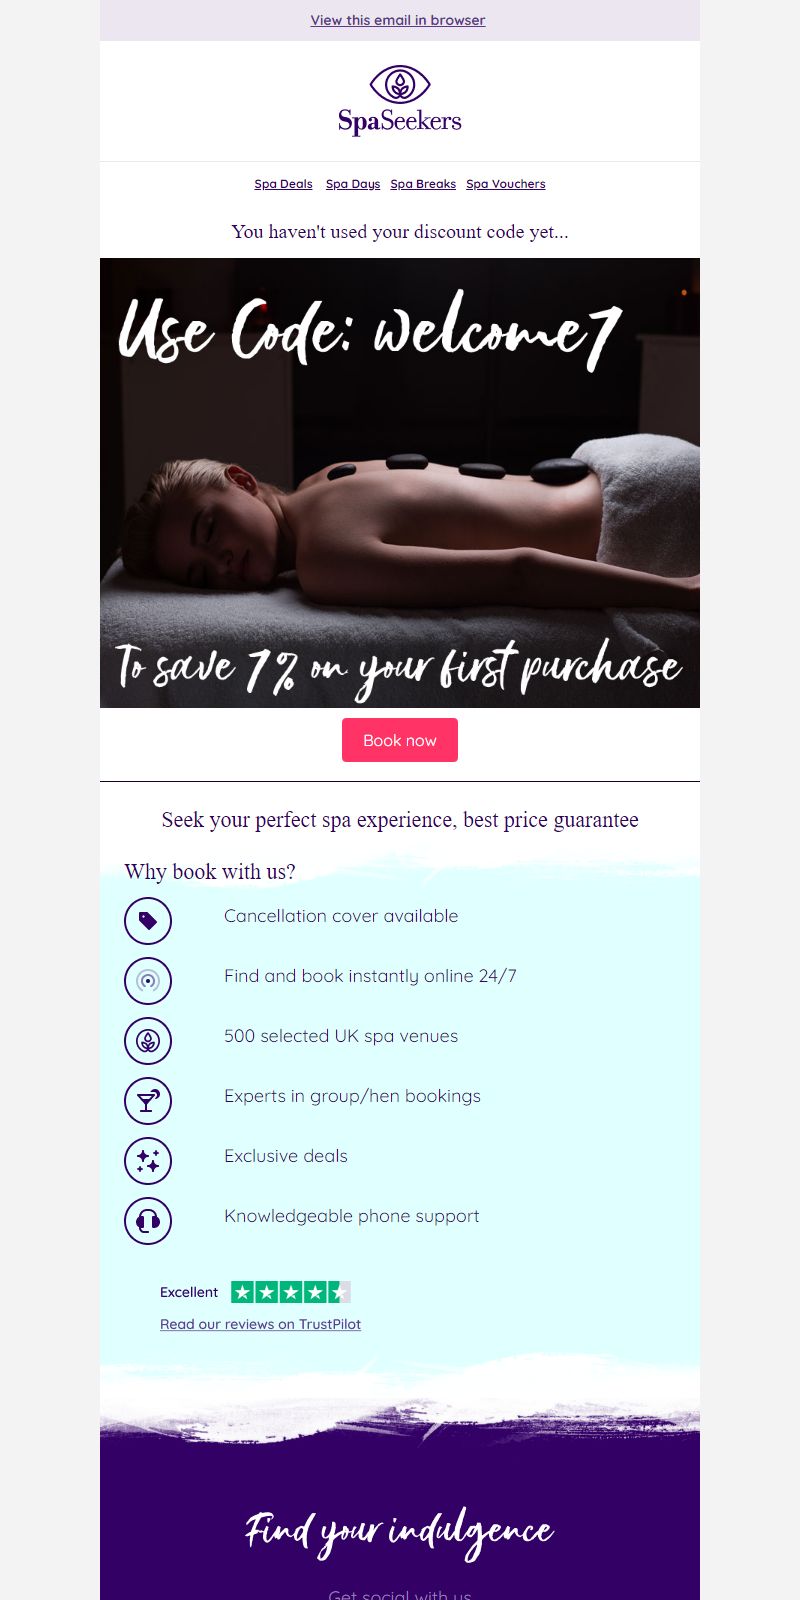 View this email in browser
SpaSeekers
Spa Deals Spa Days Spa Breaks Spa Vouchers
You haven't used your discount code yet...
Use Code: welcome7
To save 7% on your first purchase
Book now
Seek your perfect spa experience, best price guarantee
Why book with us?
Cancellation cover available
Find and book instantly online 24/7
500 selected UK spa venues
Experts in group/hen bookings
Exclusive deals
Knowledgeable phone support
Excellent
Read our reviews on TrustPilot
Find your indulgence
Get social with us